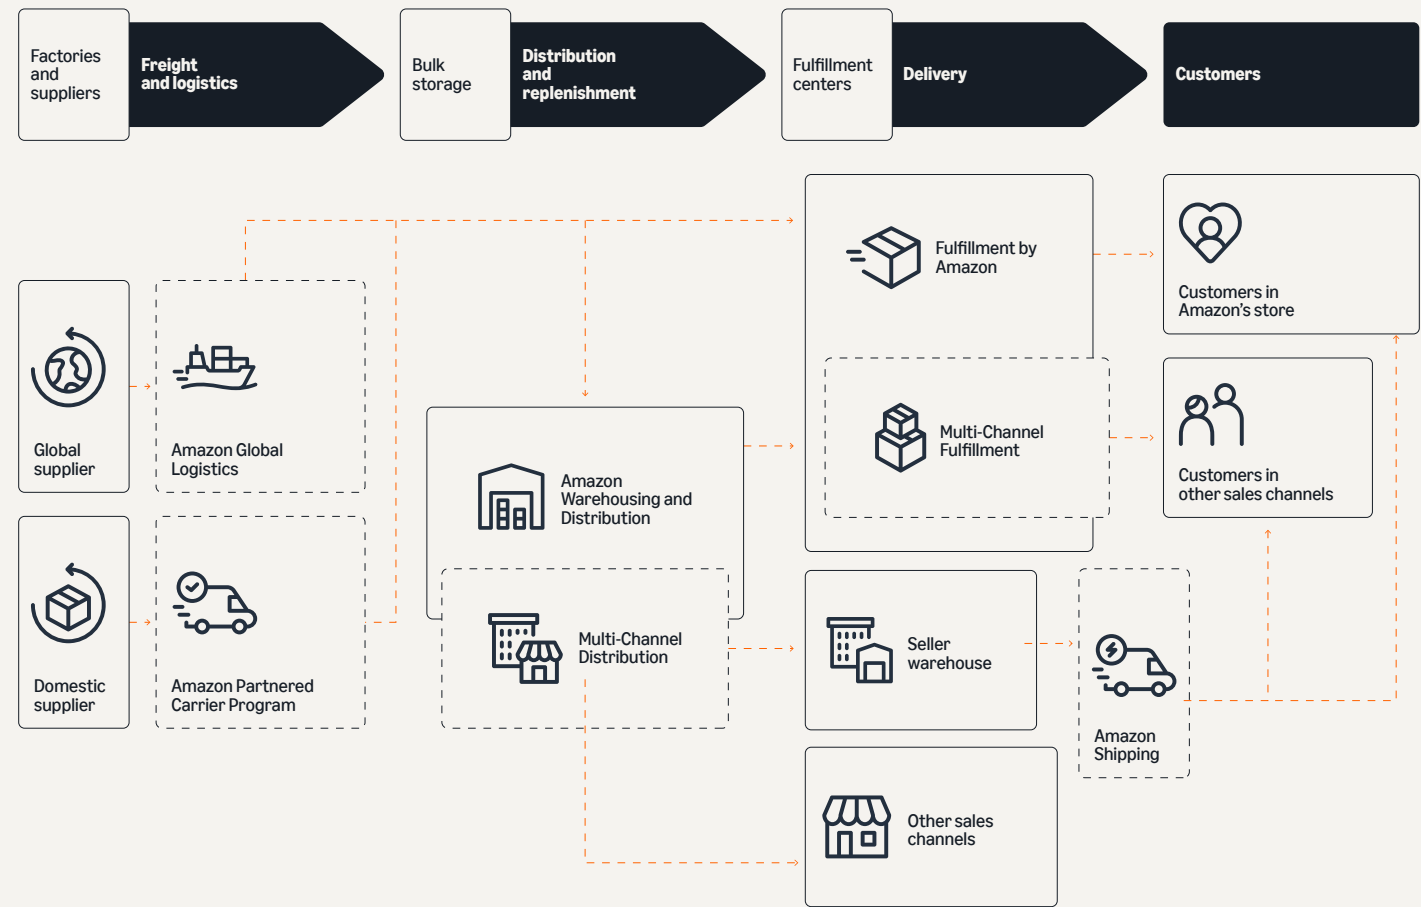 Factories
and
suppliers
Freight
and logistics
Bulk
storage
Distribution
and
replenishment
Fulfillment
centers
Delivery
Customers
Fulfillment by
Amazon
Customers in
Amazon’s store
Global
supplier
Amazon Global
Logistics
Multi-Channel
Fulfillment
Customers in
other sales channels
Amazon
Warehousing and
Distribution
Domestic
supplier
Amazon Partnered
Carrier Program
Multi-Channel
Distribution
Seller
warehouse
Amazon
Shipping
Other sales
channels